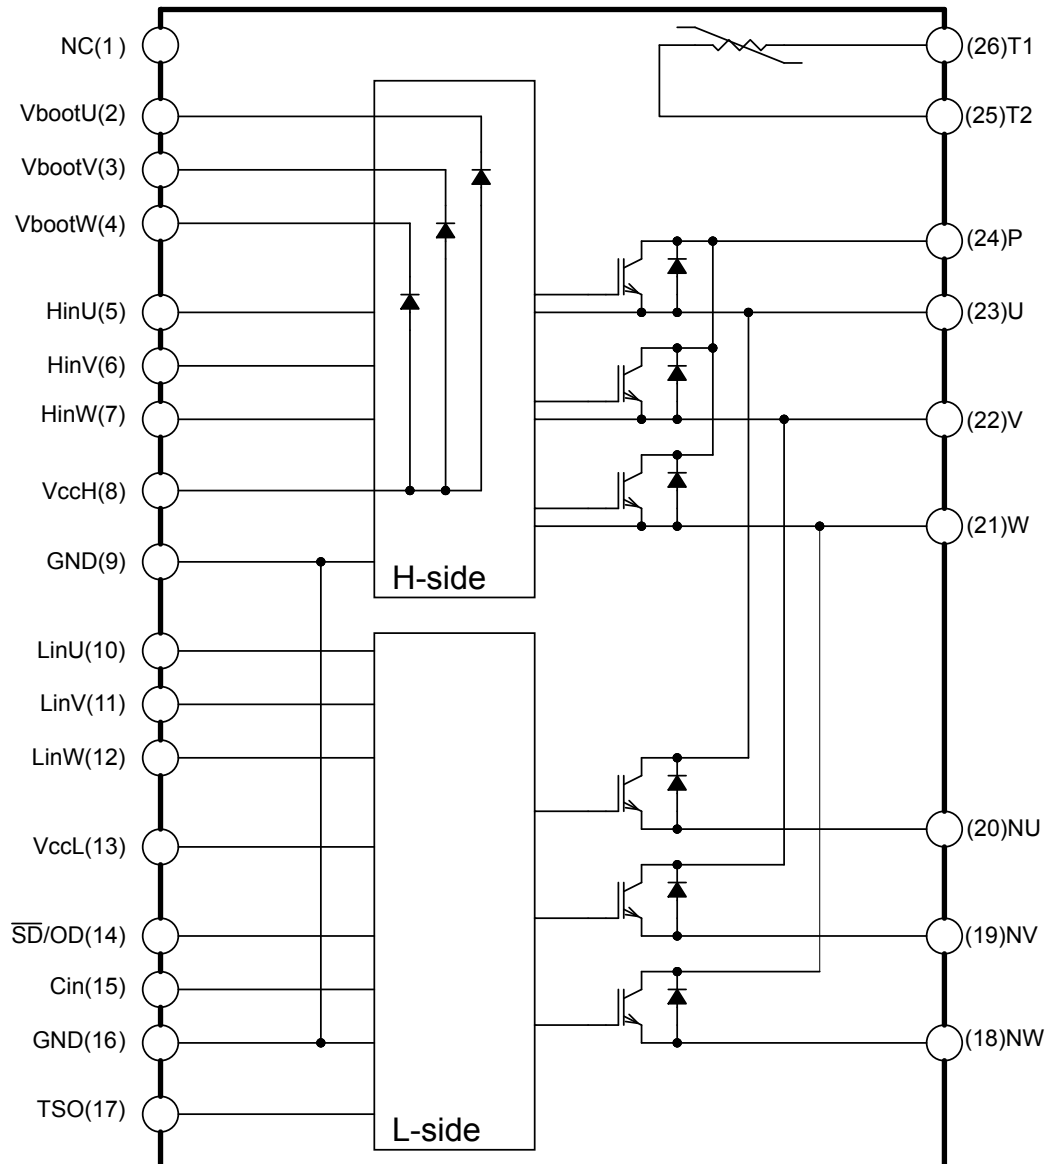 NC(1)
VbootU(2)
VbootV(3)
VbootW(4)
HinU(5)
HinV(6)
HinW(7)
VccH(8)
GND(9)
H-side
LinU(10)
LinV(11)
LinW(12)
VccL(13)
S̅D̅/OD(14)
Cin(15)
GND(16)
TSO(17)
L-side
(26)T1
(25)T2
(24)P
(23)U
(22)V
(21)W
(20)NU
(19)NV
(18)NW